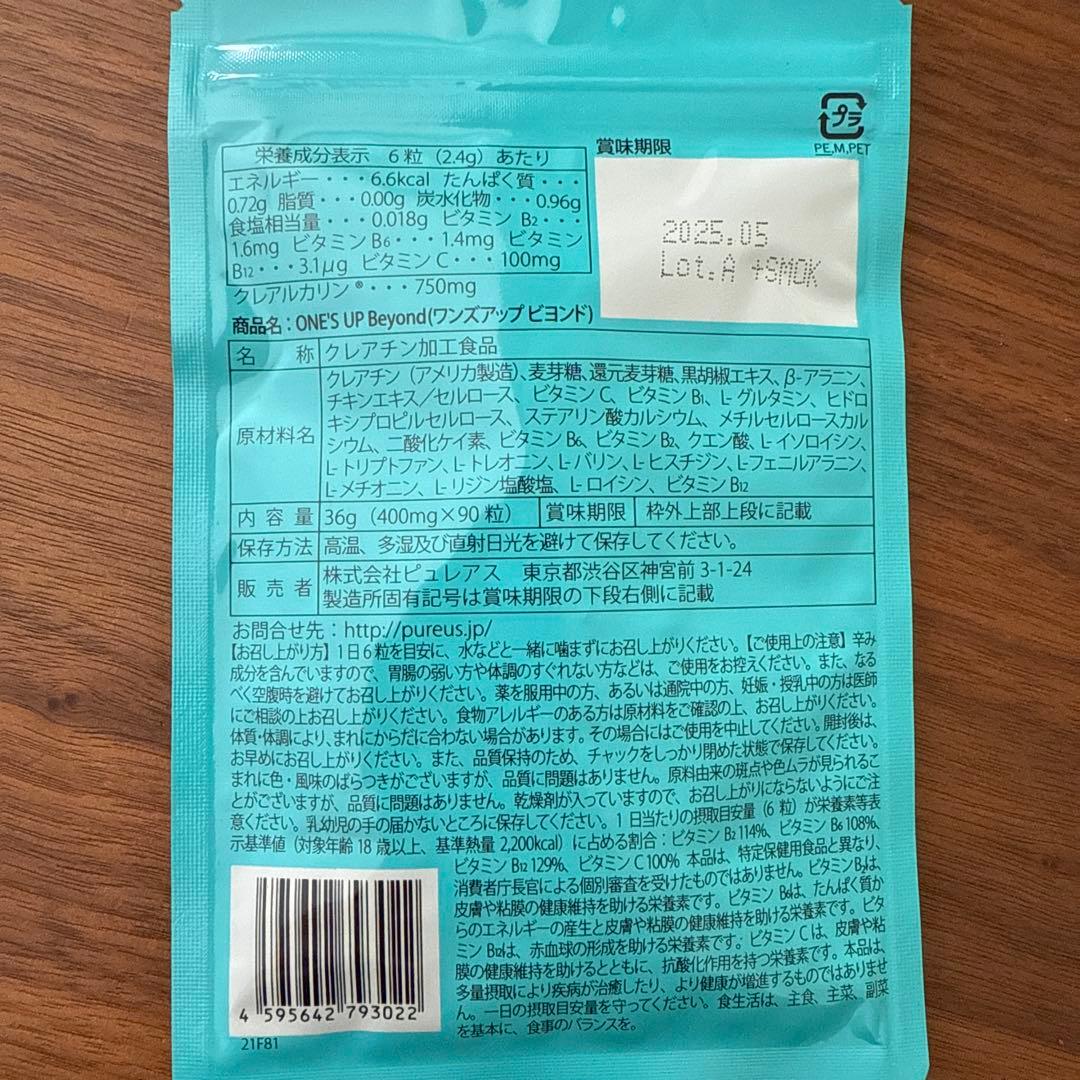 プラ
PE,M,PET
栄養成分表示 6粒（2.4g）あたり
エネルギー・・・6.6kcal たんぱく質・・・
0.72g 脂質・・・0.00g 炭水化物・・・0.96g
食塩相当量・・・0.018g ビタミン B2・・・
1.6mg ビタミン B6・・・1.4mg ビタミン
B12・・・3.1μg ビタミン C・・・100mg
クレアルカリン®・・・750mg
賞味期限
2025.05
Lot.A +SMOK
商品名：ONE'S UP Beyond(ワンズアップ ビヨンド)
名 称 クレアチン加工食品
原材料名 クレアチン（アメリカ製造）、麦芽糖、還元麦芽糖、黒胡椒エキス、β-アラニン、
チキンエキス／セルロース、ビタミン C、ビタミン B1、L-グルタミン、ヒドロ
キシプロピルセルロース、ステアリン酸カルシウム、メチルセルロースカル
シウム、二酸化ケイ素、ビタミン B6、ビタミン B2、クエン酸、L-イソロイシン、
L-トリプトファン、L-トレオニン、L-バリン、L-ヒスチジン、L-フェニルアラニン、
L-メチオニン、L-リジン塩酸塩、L-ロイシン、ビタミン B12
内容量 36g（400mg×90 粒） 賞味期限 枠外上部上段に記載
保存方法 高温、多湿及び直射日光を避けて保存してください。
販売者 株式会社ピュレアス 東京都渋谷区神宮前 3-1-24
製造所固有記号は賞味期限の下段右側に記載
お問合せ先：http://pureus.jp/
【お召し上がり方】1日6粒を目安に、水などと一緒に噛まずにお召し上がりください。【ご使用上の注意】辛み
成分を含んでいますので、胃腸の弱い方や体調のすぐれない方などは、ご使用をお控えください。また、なる
べく空腹時を避けてお召し上がりください。薬を服用中の方、あるいは通院中の方、妊娠・授乳中の方は医師
にご相談の上お召し上がりください。食物アレルギーのある方は原材料をご確認の上、お召し上がりください。
体質・体調により、まれにからだに合わない場合があります。その場合にはご使用を中止してください。開封後は、
お早めにお召し上がりください。また、品質保持のため、チャックをしっかり閉めた状態で保存してください。
まれに色・風味のばらつきがございますが、品質に問題はありません。原料由来の斑点や色ムラが見られるこ
とがございますが、品質に問題はありません。乾燥剤が入っていますので、お召し上がりにならないようにご注
意ください。乳幼児の手の届かないところに保存してください。1日当たりの摂取目安量（6 粒）が栄養素等表
示基準値（対象年齢 18 歳以上、基準熱量 2,200kcal）に占める割合：ビタミン B2 114%、ビタミン B6 108%、
ビタミン B12 129%、ビタミン C 100% 本品は、特定保健用食品と異なり、
消費者庁長官による個別審査を受けたものではありません。ビタミン B2は、
皮膚や粘膜の健康維持を助ける栄養素です。ビタミン B6は、たんぱく質か
らのエネルギーの産生と皮膚や粘膜の健康維持を助ける栄養素です。ビタ
ミン B12は、赤血球の形成を助ける栄養素です。ビタミン C は、皮膚や粘
膜の健康維持を助けるとともに、抗酸化作用を持つ栄養素です。本品は、
多量摂取により疾病が治癒したり、より健康が増進するものではありませ
ん。一日の摂取目安量を守ってください。食生活は、主食、主菜、副菜
を基本に、食事のバランスを。
4 595642 793022
21F81